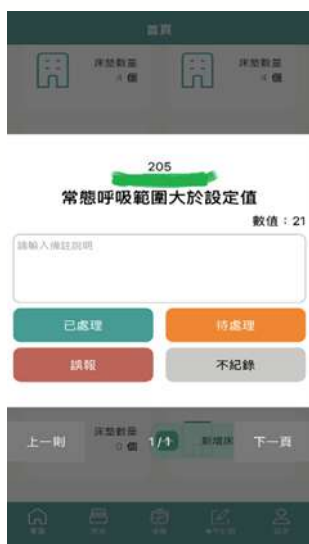 首頁
床墊數量 床墊數量
4 個 4 個
205
常態呼吸範圍大於設定值
數值：21
請輸入備註說明
已處理 待處理
誤報 不紀錄
床墊數量
上一則 0 個 1/1 新增床 下一頁